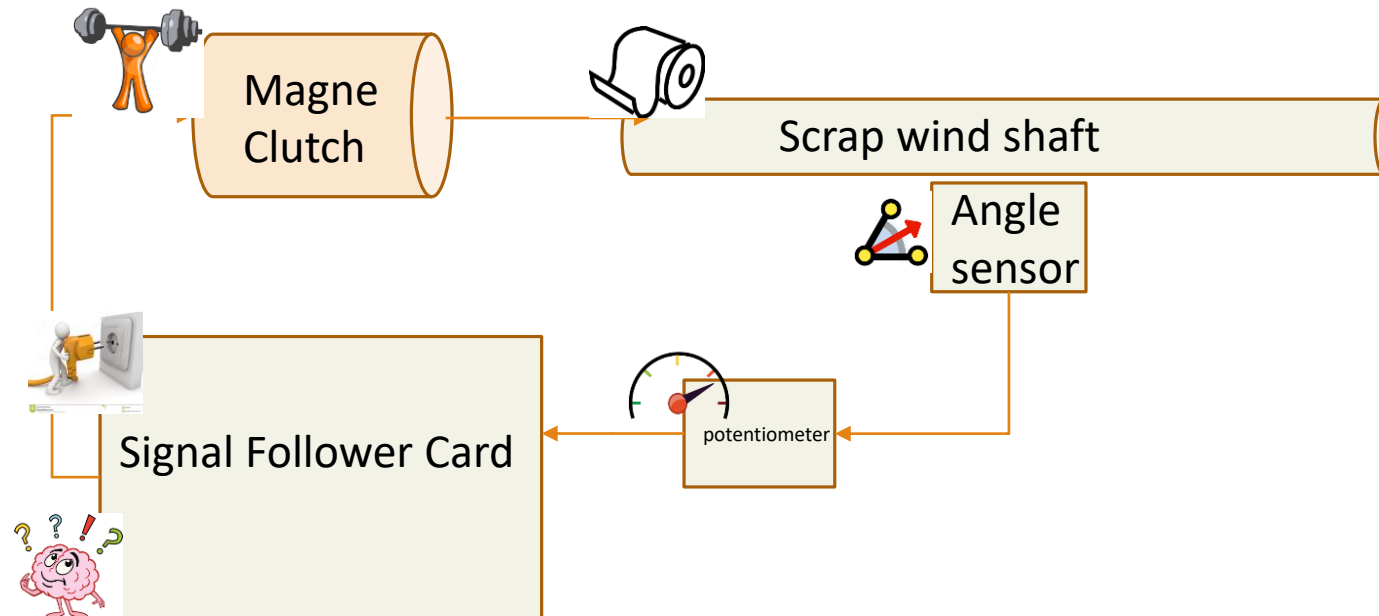 Magne
Clutch
Scrap wind shaft
Angle
sensor
potentiometer
Signal Follower Card